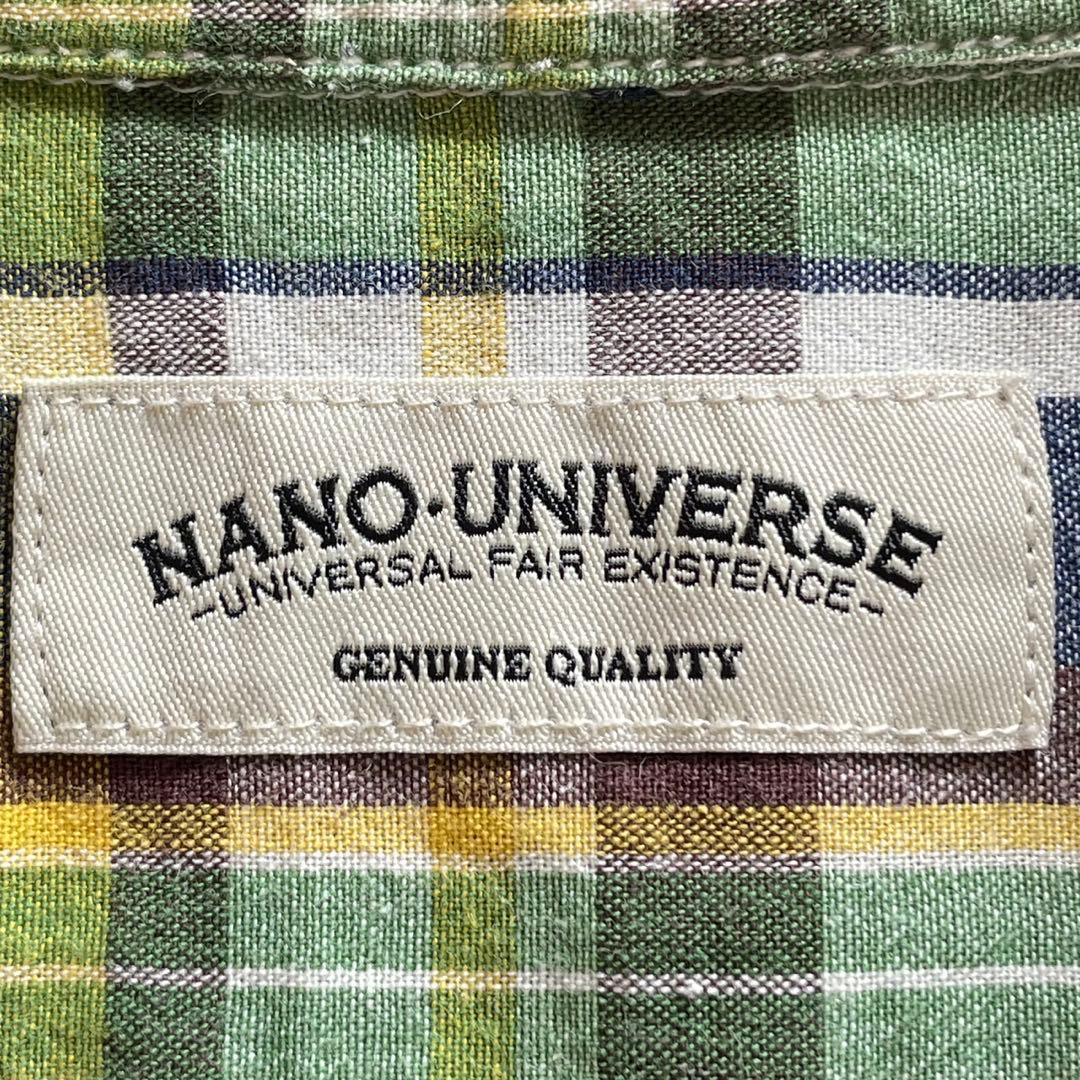 NANO·UNIVERSE
-UNIVERSAL FAIR EXISTENCE-
GENUINE QUALITY